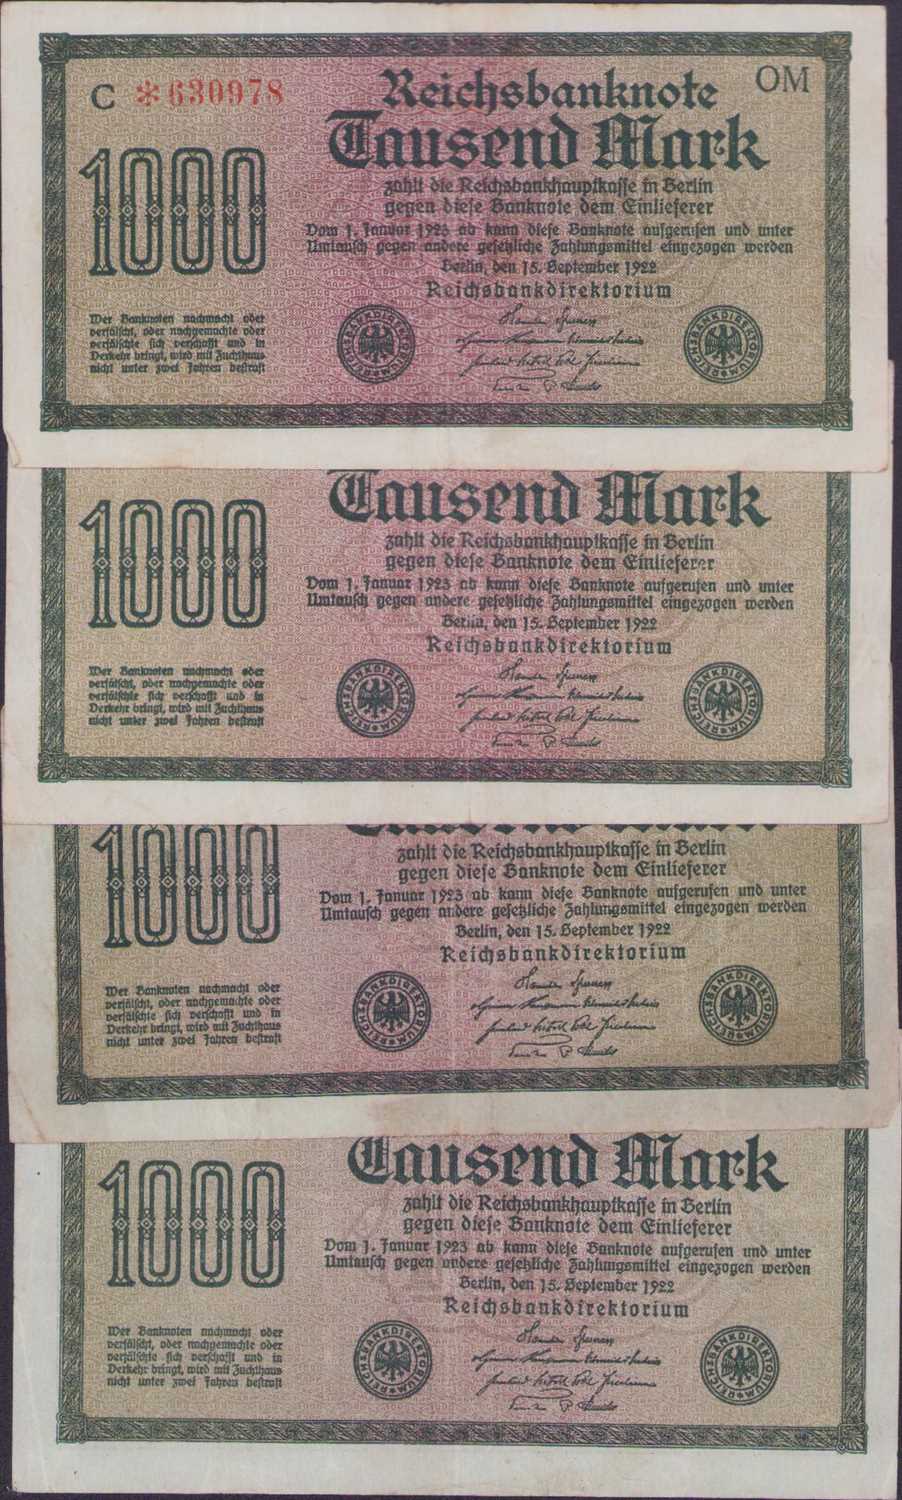 C *630978
OM
Reichsbanknote
Tausend Mark
1000
zahlt die Reichsbankhauptkasse in Berlin
gegen diese Banknote dem Einlieferer
Vom 1. Januar 1923 ab kann diese Banknote aufgerufen und unter
Umtausch gegen andere gesetzliche Zahlungsmittel eingezogen werden
Berlin, den 15. September 1922
Reichsbankdirektorium
Wer Banknoten nachmacht oder
verfälscht, oder nachgemachte oder
verfälschte sich verschafft und in
Verkehr bringt, wird mit Zuchthaus
nicht unter zwei Jahren bestraft
REICHSBANKDIREKTORIUM
REICHSBANKDIREKTORIUM
Tausend Mark
1000
zahlt die Reichsbankhauptkasse in Berlin
gegen diese Banknote dem Einlieferer
Vom 1. Januar 1923 ab kann diese Banknote aufgerufen und unter
Umtausch gegen andere gesetzliche Zahlungsmittel eingezogen werden
Berlin, den 15. September 1922
Reichsbankdirektorium
Wer Banknoten nachmacht oder
verfälscht, oder nachgemachte oder
verfälschte sich verschafft und in
Verkehr bringt, wird mit Zuchthaus
nicht unter zwei Jahren bestraft
REICHSBANKDIREKTORIUM
REICHSBANKDIREKTORIUM
1000
zahlt die Reichsbankhauptkasse in Berlin
gegen diese Banknote dem Einlieferer
Vom 1. Januar 1923 ab kann diese Banknote aufgerufen und unter
Umtausch gegen andere gesetzliche Zahlungsmittel eingezogen werden
Berlin, den 15. September 1922
Reichsbankdirektorium
Wer Banknoten nachmacht oder
verfälscht, oder nachgemachte oder
verfälschte sich verschafft und in
Verkehr bringt, wird mit Zuchthaus
nicht unter zwei Jahren bestraft
REICHSBANKDIREKTORIUM
REICHSBANKDIREKTORIUM
Tausend Mark
1000
zahlt die Reichsbankhauptkasse in Berlin
gegen diese Banknote dem Einlieferer
Vom 1. Januar 1923 ab kann diese Banknote aufgerufen und unter
Umtausch gegen andere gesetzliche Zahlungsmittel eingezogen werden
Berlin, den 15. September 1922
Reichsbankdirektorium
Wer Banknoten nachmacht oder
verfälscht, oder nachgemachte oder
verfälschte sich verschafft und in
Verkehr bringt, wird mit Zuchthaus
nicht unter zwei Jahren bestraft
REICHSBANKDIREKTORIUM
REICHSBANKDIREKTORIUM